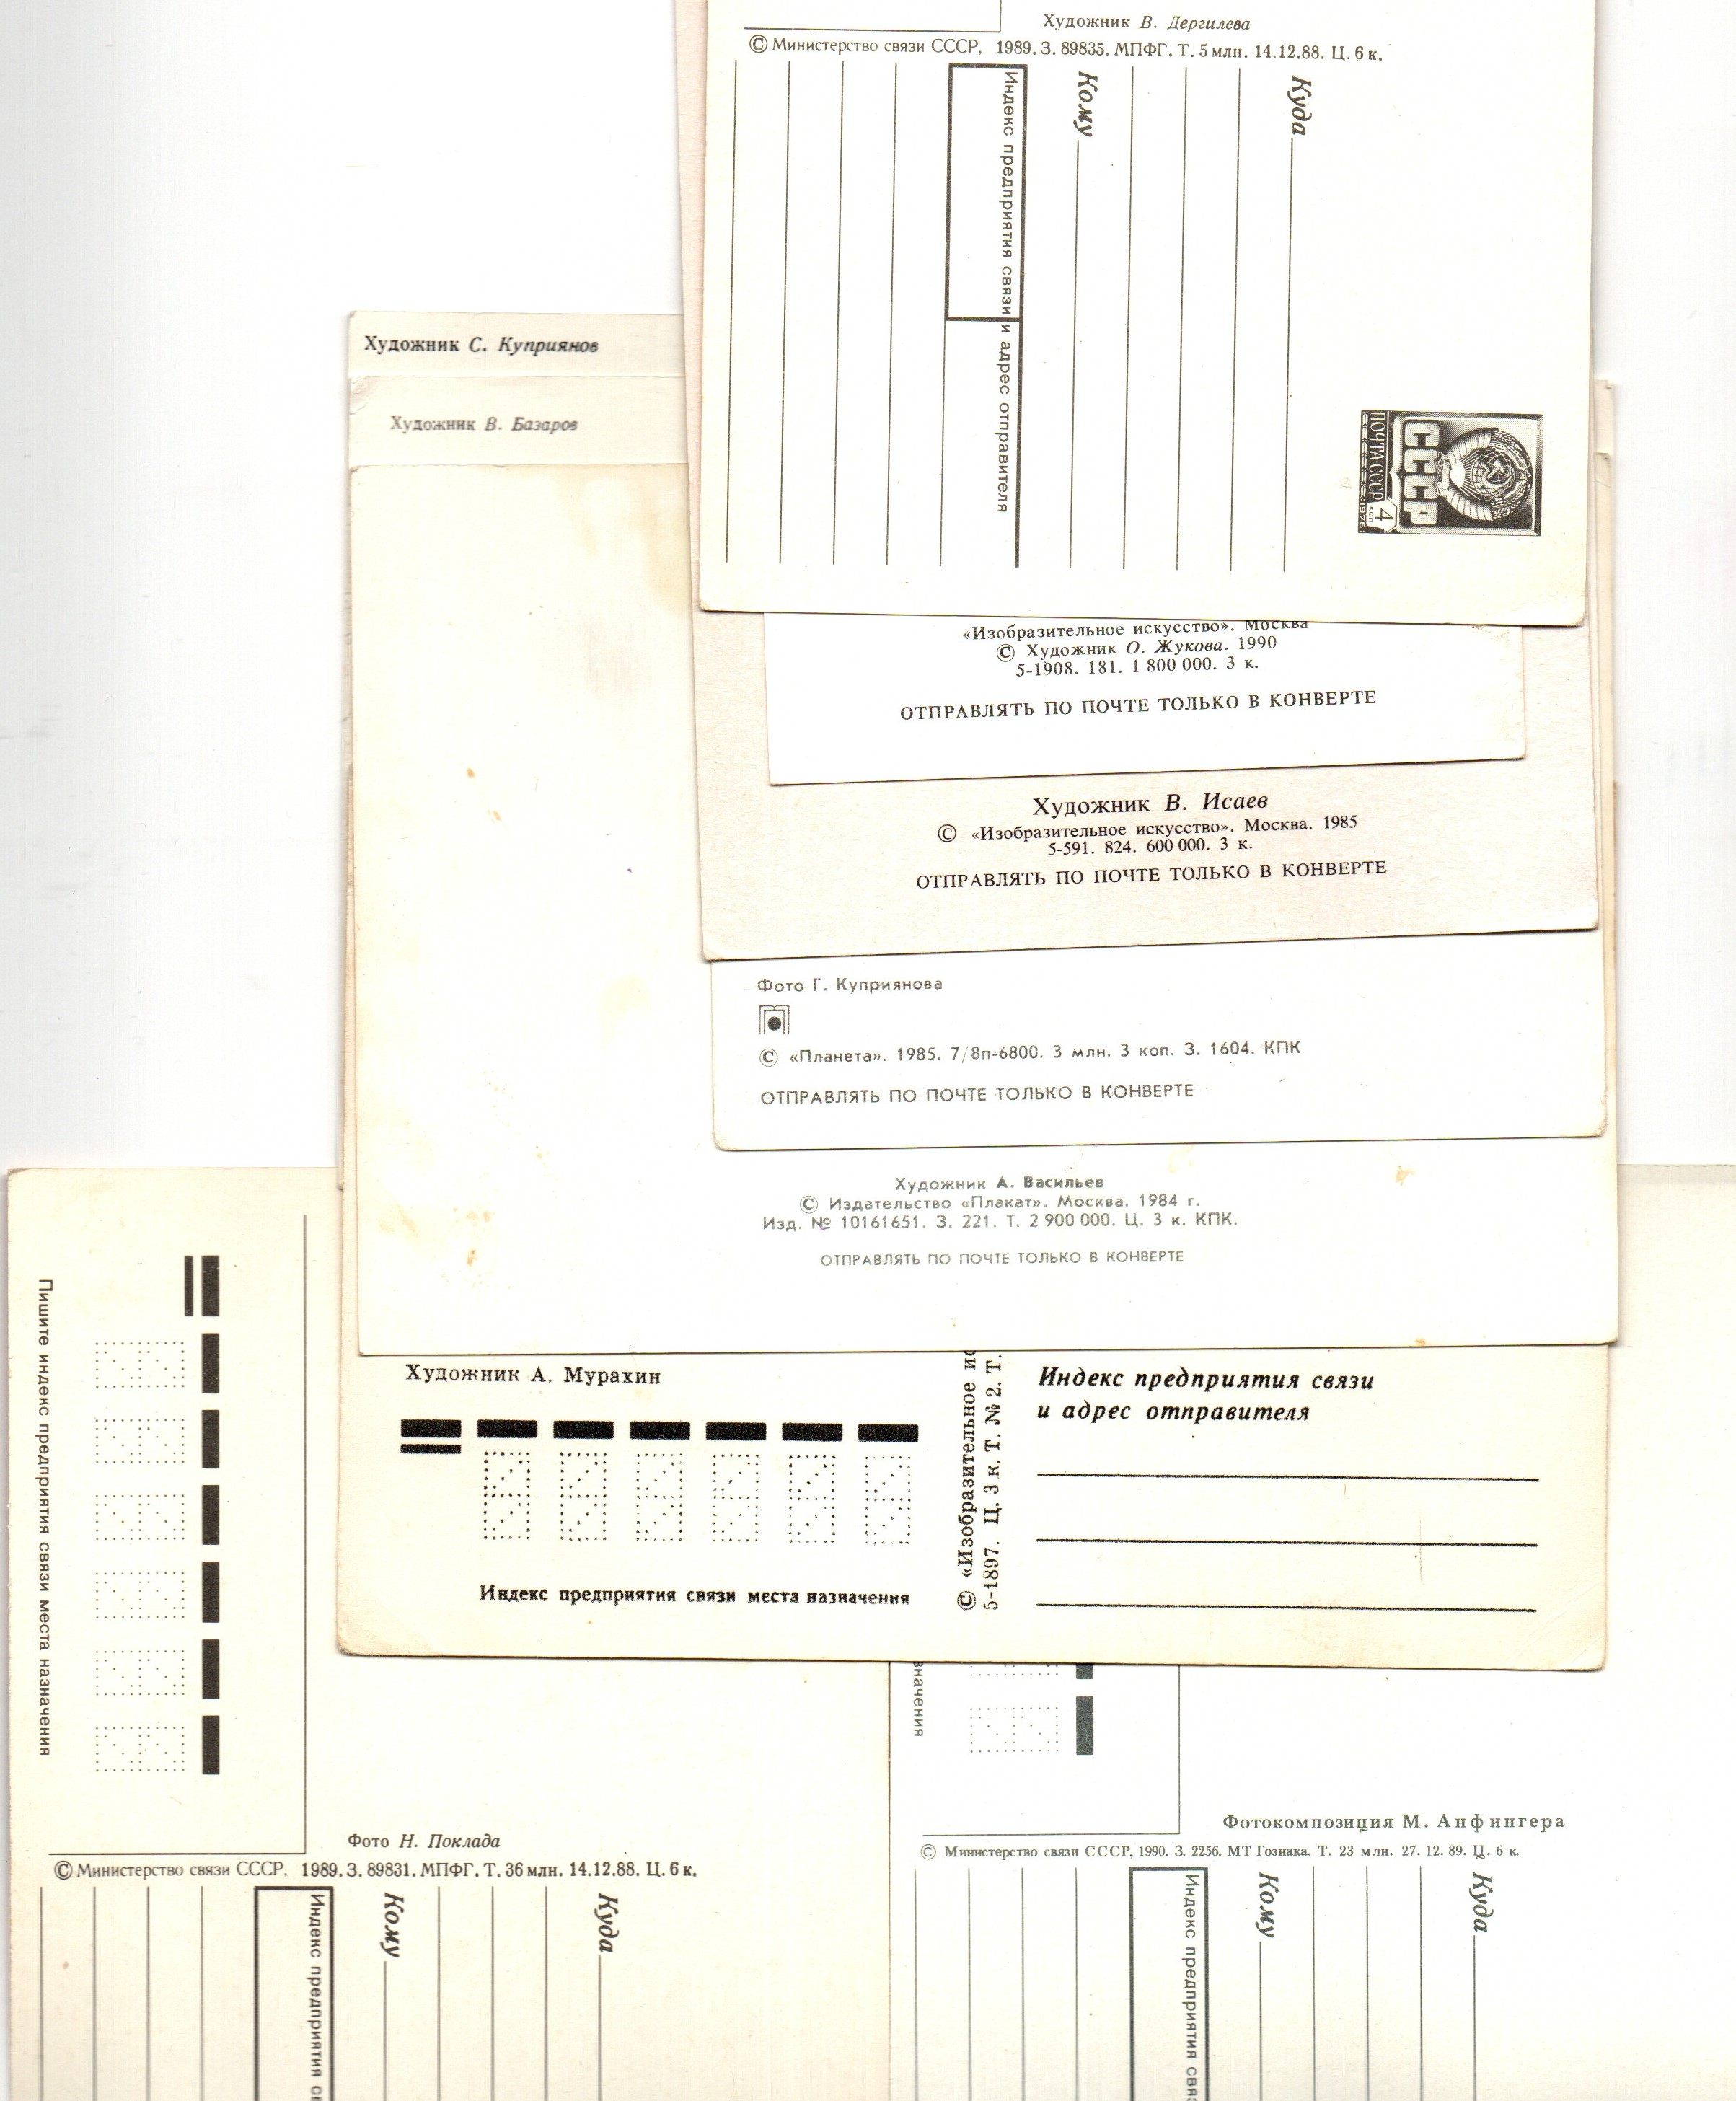 Художник В. Дергилева
© Министерство связи СССР, 1989. З. 89835. МПФГ. Т. 5 млн. 14.12.88. Ц. 6 к.
Индекс предприятия связи и адрес отправителя
Кому
Куда
ПОЧТА СССР
СССР
4
коп
1976
Художник С. Куприянов
Художник В. Базаров
«Изобразительное искусство». Москва
© Художник О. Жукова. 1990
5-1908. 181. 1 800 000. 3 к.
ОТПРАВЛЯТЬ ПО ПОЧТЕ ТОЛЬКО В КОНВЕРТЕ
Художник В. Исаев
© «Изобразительное искусство». Москва. 1985
5-591. 824. 600 000. 3 к.
ОТПРАВЛЯТЬ ПО ПОЧТЕ ТОЛЬКО В КОНВЕРТЕ
Фото Г. Куприянова
© «Планета». 1985. 7/8п-6800. 3 млн. 3 коп. З. 1604. КПК
ОТПРАВЛЯТЬ ПО ПОЧТЕ ТОЛЬКО В КОНВЕРТЕ
Художник А. Васильев
© Издательство «Плакат». Москва. 1984 г.
Изд. № 10161651. З. 221. Т. 2 900 000. Ц. 3 к. КПК.
ОТПРАВЛЯТЬ ПО ПОЧТЕ ТОЛЬКО В КОНВЕРТЕ
Художник А. Мурахин
Индекс предприятия связи места назначения
© «Изобразительное ис
5-1897. Ц. 3 к. Т. № 2. Т.
Индекс предприятия связи
и адрес отправителя
Пишите индекс предприятия связи места назначения
Фото Н. Поклада
© Министерство связи СССР, 1989. З. 89831. МПФГ. Т. 36 млн. 14.12.88. Ц. 6 к.
Индекс предприятия св
Кому
Куда
значения
Фотокомпозиция М. Анфингера
© Министерство связи СССР, 1990. З. 2256. МТ Гознака. Т. 23 млн. 27. 12. 89. Ц. 6 к.
Индекс предприятия свя
Кому
Куда